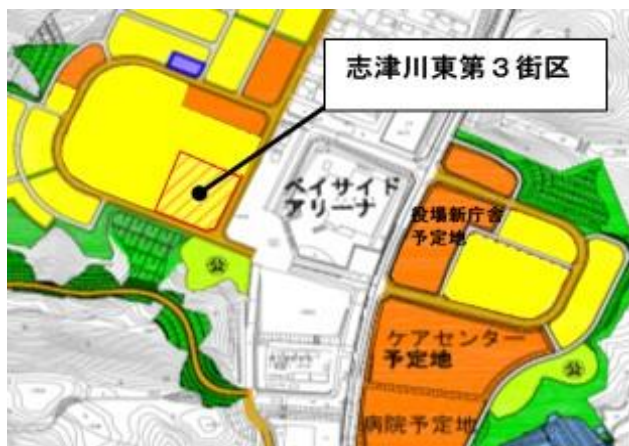 志津川東第３街区
ベイサイド
アリーナ
役場新庁舎
予定地
公
ケアセンター
予定地
公
病院予定地